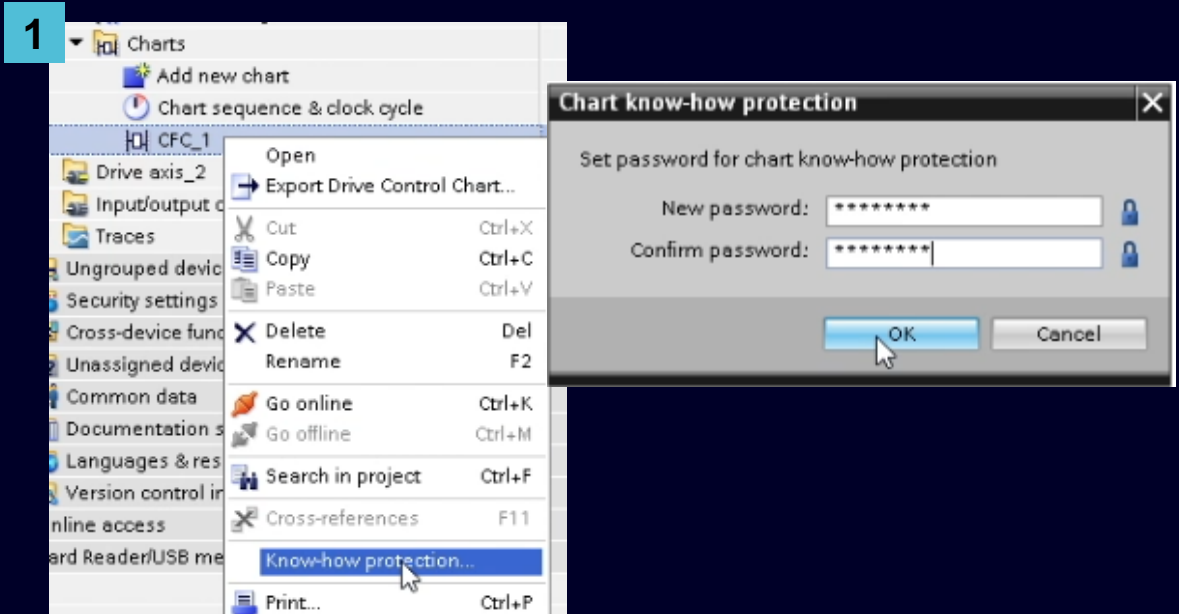 1
Charts
Add new chart
Chart sequence & clock cycle
CFC_1
Drive axis_2
Input/output c
Traces
Ungrouped devic
Security settings
Cross-device func
Unassigned devic
Common data
Documentation s
Languages & res
Version control in
nline access
ard Reader/USB me
Open
Export Drive Control Chart...
Cut Ctrl+X
Copy Ctrl+C
Paste Ctrl+V
Delete Del
Rename F2
Go online Ctrl+K
Go offline Ctrl+M
Search in project Ctrl+F
Cross-references F11
Know-how protection...
Print... Ctrl+P
Chart know-how protection
Set password for chart know-how protection
New password: ********
Confirm password: ********
OK Cancel